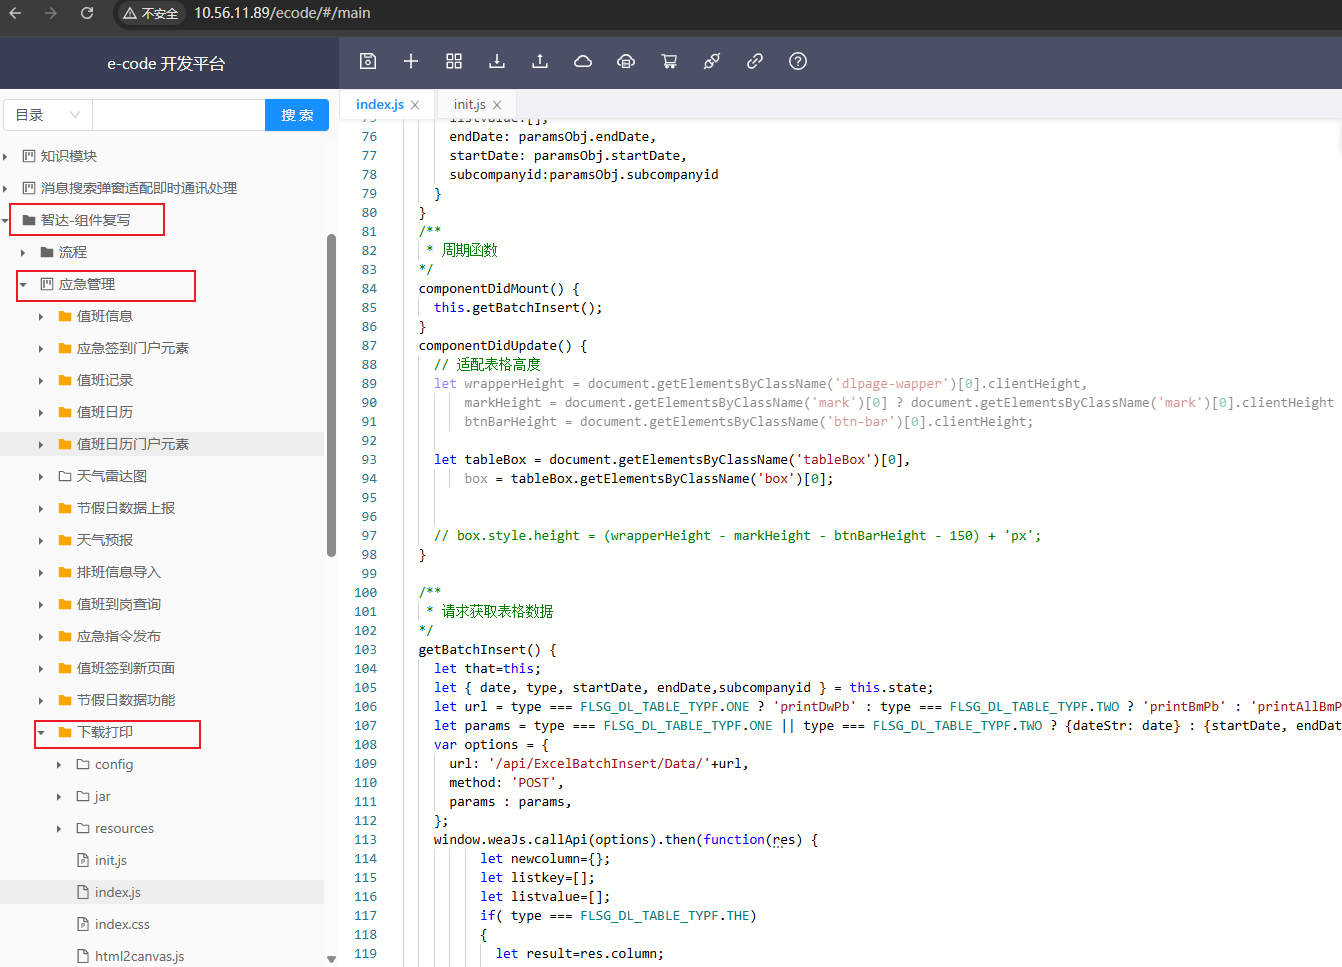 不安全 10.56.11.89/ecode/#/main
e-code 开发平台
目录
搜 索
知识模块
消息搜索弹窗适配即时通讯处理
智达-组件复写
流程
应急管理
值班信息
应急签到门户元素
值班记录
值班日历
值班日历门户元素
天气雷达图
节假日数据上报
天气预报
排班信息导入
值班到岗查询
应急指令发布
值班签到新页面
节假日数据功能
下载打印
config
jar
resources
init.js
index.js
index.css
html2canvas.js
index.js
init.js
75 listvalue:[],
76 endDate: paramsObj.endDate,
77 startDate: paramsObj.startDate,
78 subcompanyid:paramsObj.subcompanyid
79 }
80 }
81 /**
82 * 周期函数
83 */
84 componentDidMount() {
85 this.getBatchInsert();
86 }
87 componentDidUpdate() {
88 // 适配表格高度
89 let wrapperHeight = document.getElementsByClassName('dlpage-wapper')[0].clientHeight,
90 markHeight = document.getElementsByClassName('mark')[0] ? document.getElementsByClassName('mark')[0].clientHeight
91 btnBarHeight = document.getElementsByClassName('btn-bar')[0].clientHeight;
92
93 let tableBox = document.getElementsByClassName('tableBox')[0],
94 box = tableBox.getElementsByClassName('box')[0];
95
96
97 // box.style.height = (wrapperHeight - markHeight - btnBarHeight - 150) + 'px';
98 }
99
100 /**
101 * 请求获取表格数据
102 */
103 getBatchInsert() {
104 let that=this;
105 let { date, type, startDate, endDate,subcompanyid } = this.state;
106 let url = type === FLSG_DL_TABLE_TYPF.ONE ? 'printDwPb' : type === FLSG_DL_TABLE_TYPF.TWO ? 'printBmPb' : 'printAllBmP
107 let params = type === FLSG_DL_TABLE_TYPF.ONE || type === FLSG_DL_TABLE_TYPF.TWO ? {dateStr: date} : {startDate, endDat
108 var options = {
109 url: '/api/ExcelBatchInsert/Data/'+url,
110 method: 'POST',
111 params : params,
112 };
113 window.weaJs.callApi(options).then(function(res) {
114 let newcolumn={};
115 let listkey=[];
116 let listvalue=[];
117 if( type === FLSG_DL_TABLE_TYPF.THE)
118 {
119 let result=res.column;